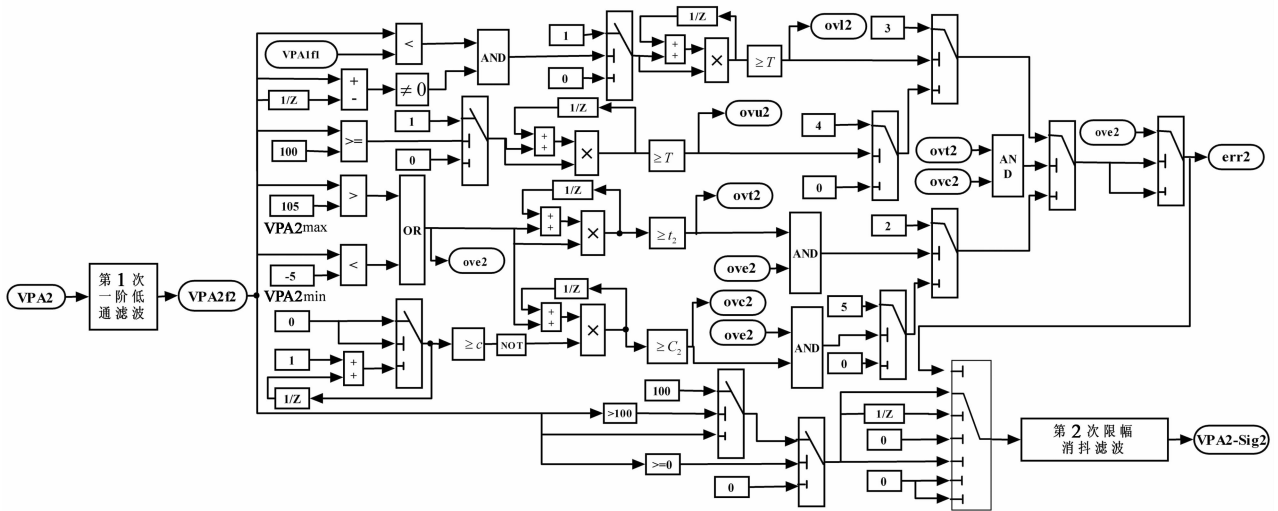 VPA2
第1次
一阶低
通滤波
VPA2f2
VPA1f1
<
1/Z
+
-
≠0
AND
100
>=
105
>
VPA2max
-5
<
VPA2min
OR
ove2
1
0
1/Z
+
+
×
≥T
ovl2
1
0
1/Z
+
+
×
≥T
ovu2
1/Z
+
+
×
≥t₂
ovt2
ove2
AND
0
1
+
+
1/Z
≥c
NOT
1/Z
+
+
×
≥C₂
ovc2
ove2
AND
3
4
0
2
5
0
ovt2
ovc2
AN
D
ove2
err2
100
>100
>=0
0
1/Z
0
0
第2次限幅
消抖滤波
VPA2-Sig2